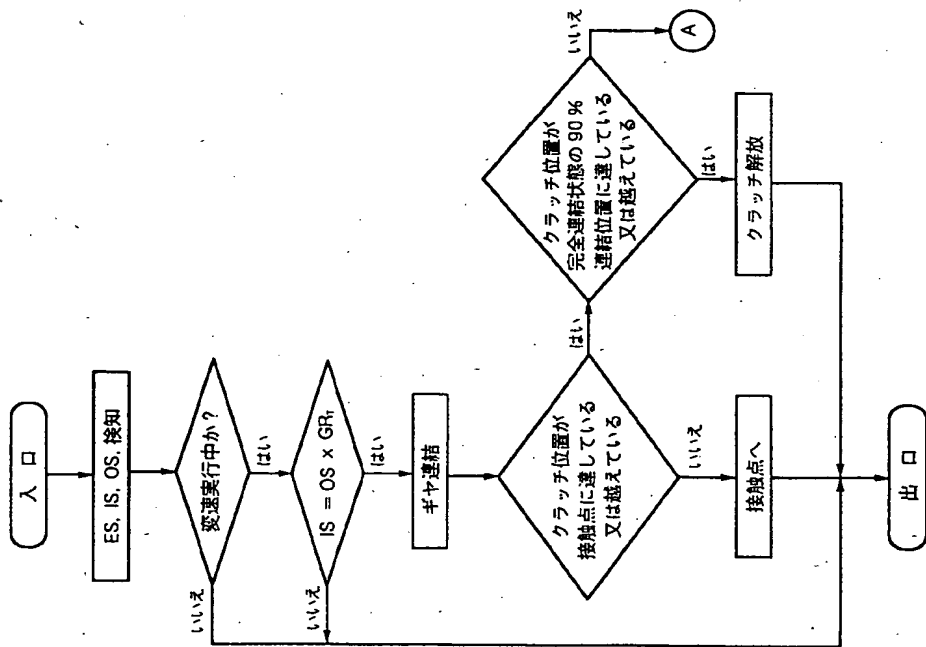 入 口
ES, IS, OS, 検知
変速実行中か?
いいえ
はい
IS = OS x GRT
いいえ
はい
ギヤ連結
クラッチ位置が
接触点に達している
又は越えている
はい
いいえ
接触点へ
クラッチ位置が
完全連結状態の90%
連結位置に達している
又は越えている
いいえ
A
はい
クラッチ解放
出 口